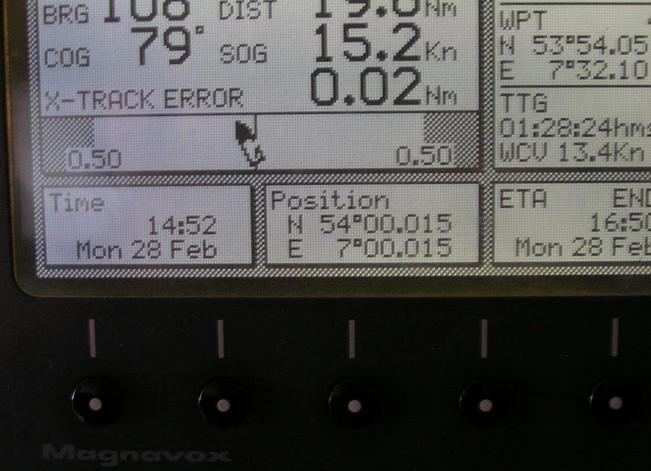 BRG 108° DIST 19.8Nm
COG 79° SOG 15.2Kn
X-TRACK ERROR 0.02Nm
0.50 0.50
WPT
N 53°54.05
E 7°32.10
TTG
01:28:24hms
WCV 13.4Kn
Time
14:52
Mon 28 Feb
Position
N 54°00.015
E 7°00.015
ETA END
16:50
Mon 28 Feb
Magnavox